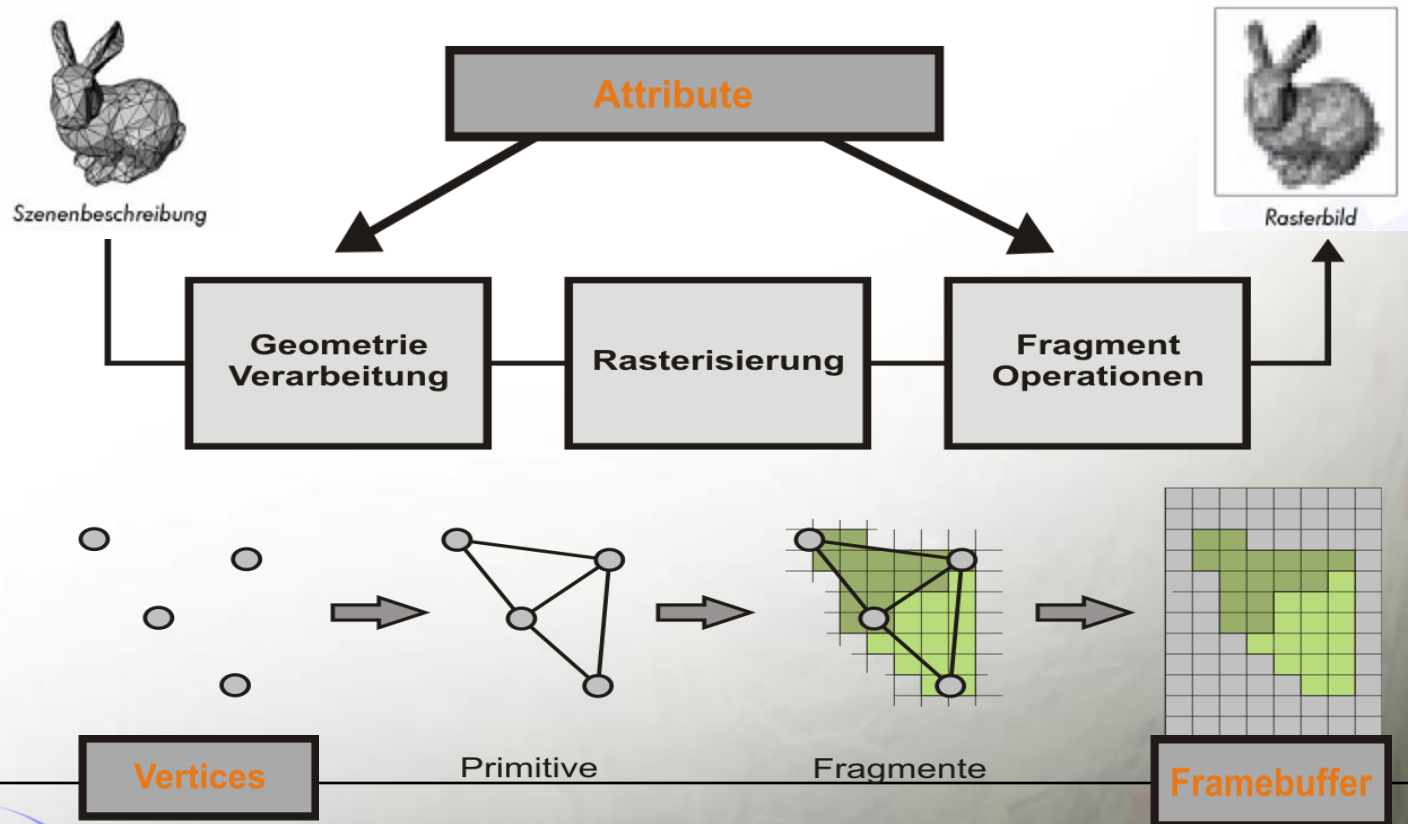 Attribute
Szenenbeschreibung
Rasterbild
Geometrie
Verarbeitung
Rasterisierung
Fragment
Operationen
Vertices
Primitive
Fragmente
Framebuffer